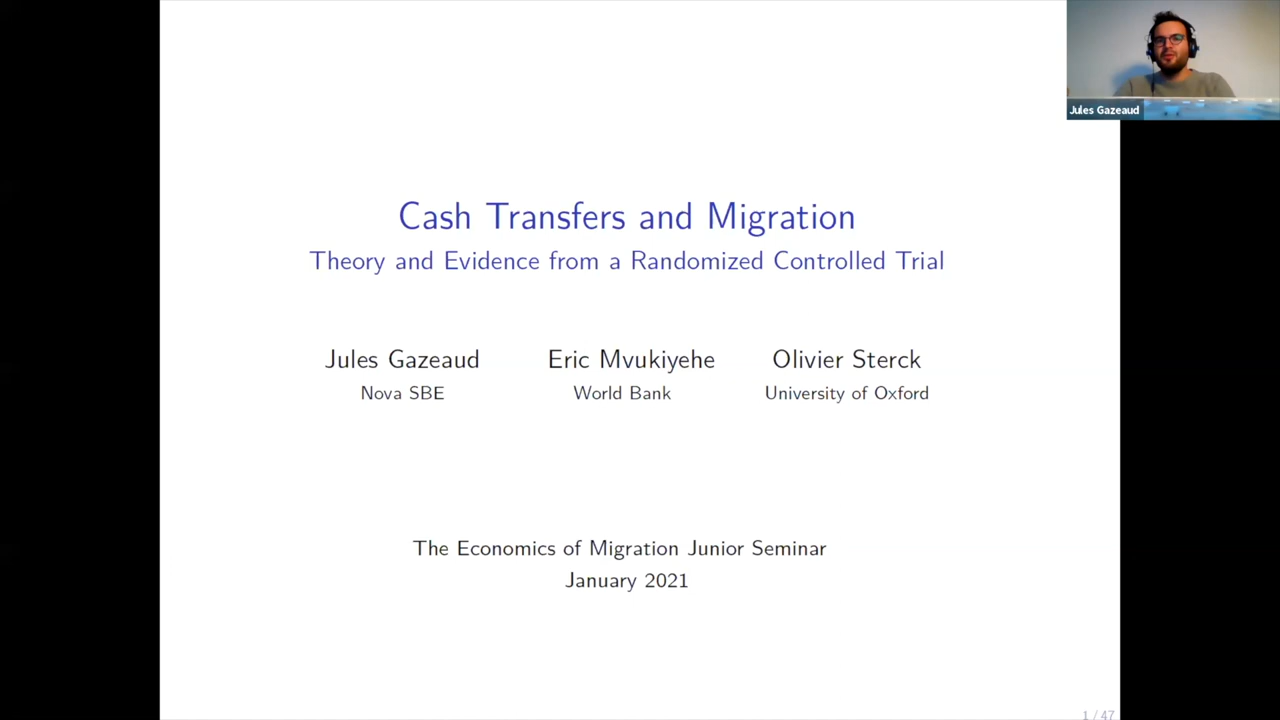 Jules Gazeaud
Cash Transfers and Migration
Theory and Evidence from a Randomized Controlled Trial
Jules Gazeaud Eric Mvukiyehe Olivier Sterck
Nova SBE World Bank University of Oxford
The Economics of Migration Junior Seminar
January 2021
1 / 47